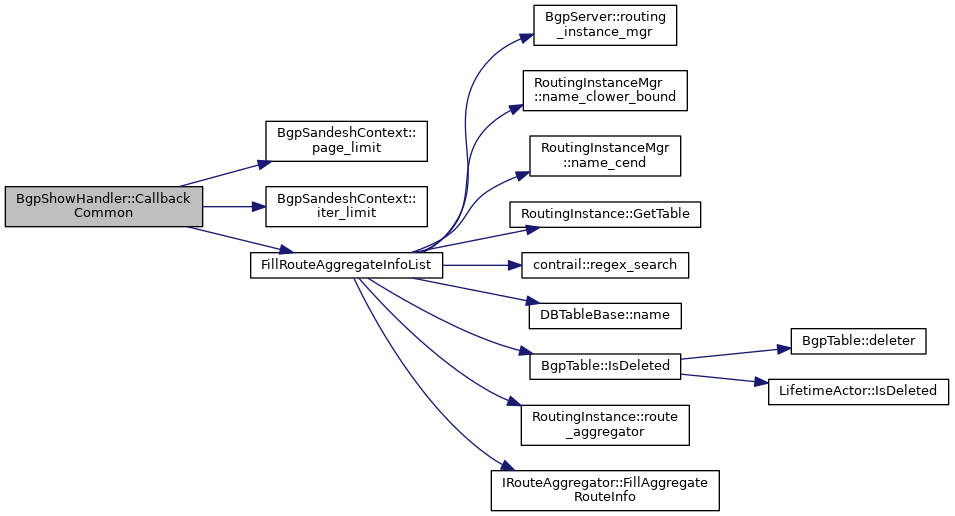 BgpShowHandler::Callback
Common
BgpSandeshContext::
page_limit
BgpSandeshContext::
iter_limit
FillRouteAggregateInfoList
BgpServer::routing
_instance_mgr
RoutingInstanceMgr
::name_clower_bound
RoutingInstanceMgr
::name_cend
RoutingInstance::GetTable
contrail::regex_search
DBTableBase::name
BgpTable::IsDeleted
RoutingInstance::route
_aggregator
IRouteAggregator::FillAggregate
RouteInfo
BgpTable::deleter
LifetimeActor::IsDeleted